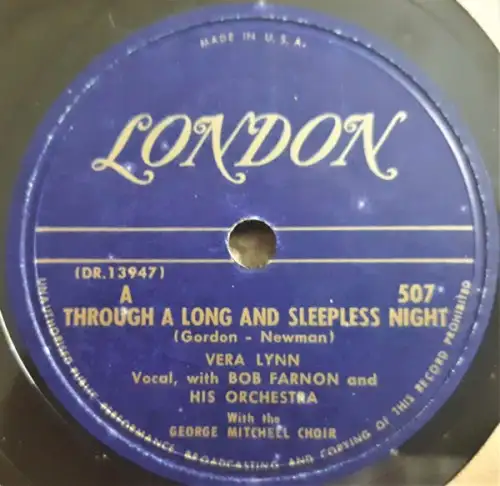 MADE IN U.S.A.
LONDON
(DR.13947)
A 507
THROUGH A LONG AND SLEEPLESS NIGHT
(Gordon - Newman)
VERA LYNN
Vocal, with BOB FARNON and
HIS ORCHESTRA
With the
GEORGE MITCHELL CHOIR
UNAUTHORIZED PUBLIC PERFORMANCE, BROADCASTING AND COPYING OF THIS RECORD PROHIBITED